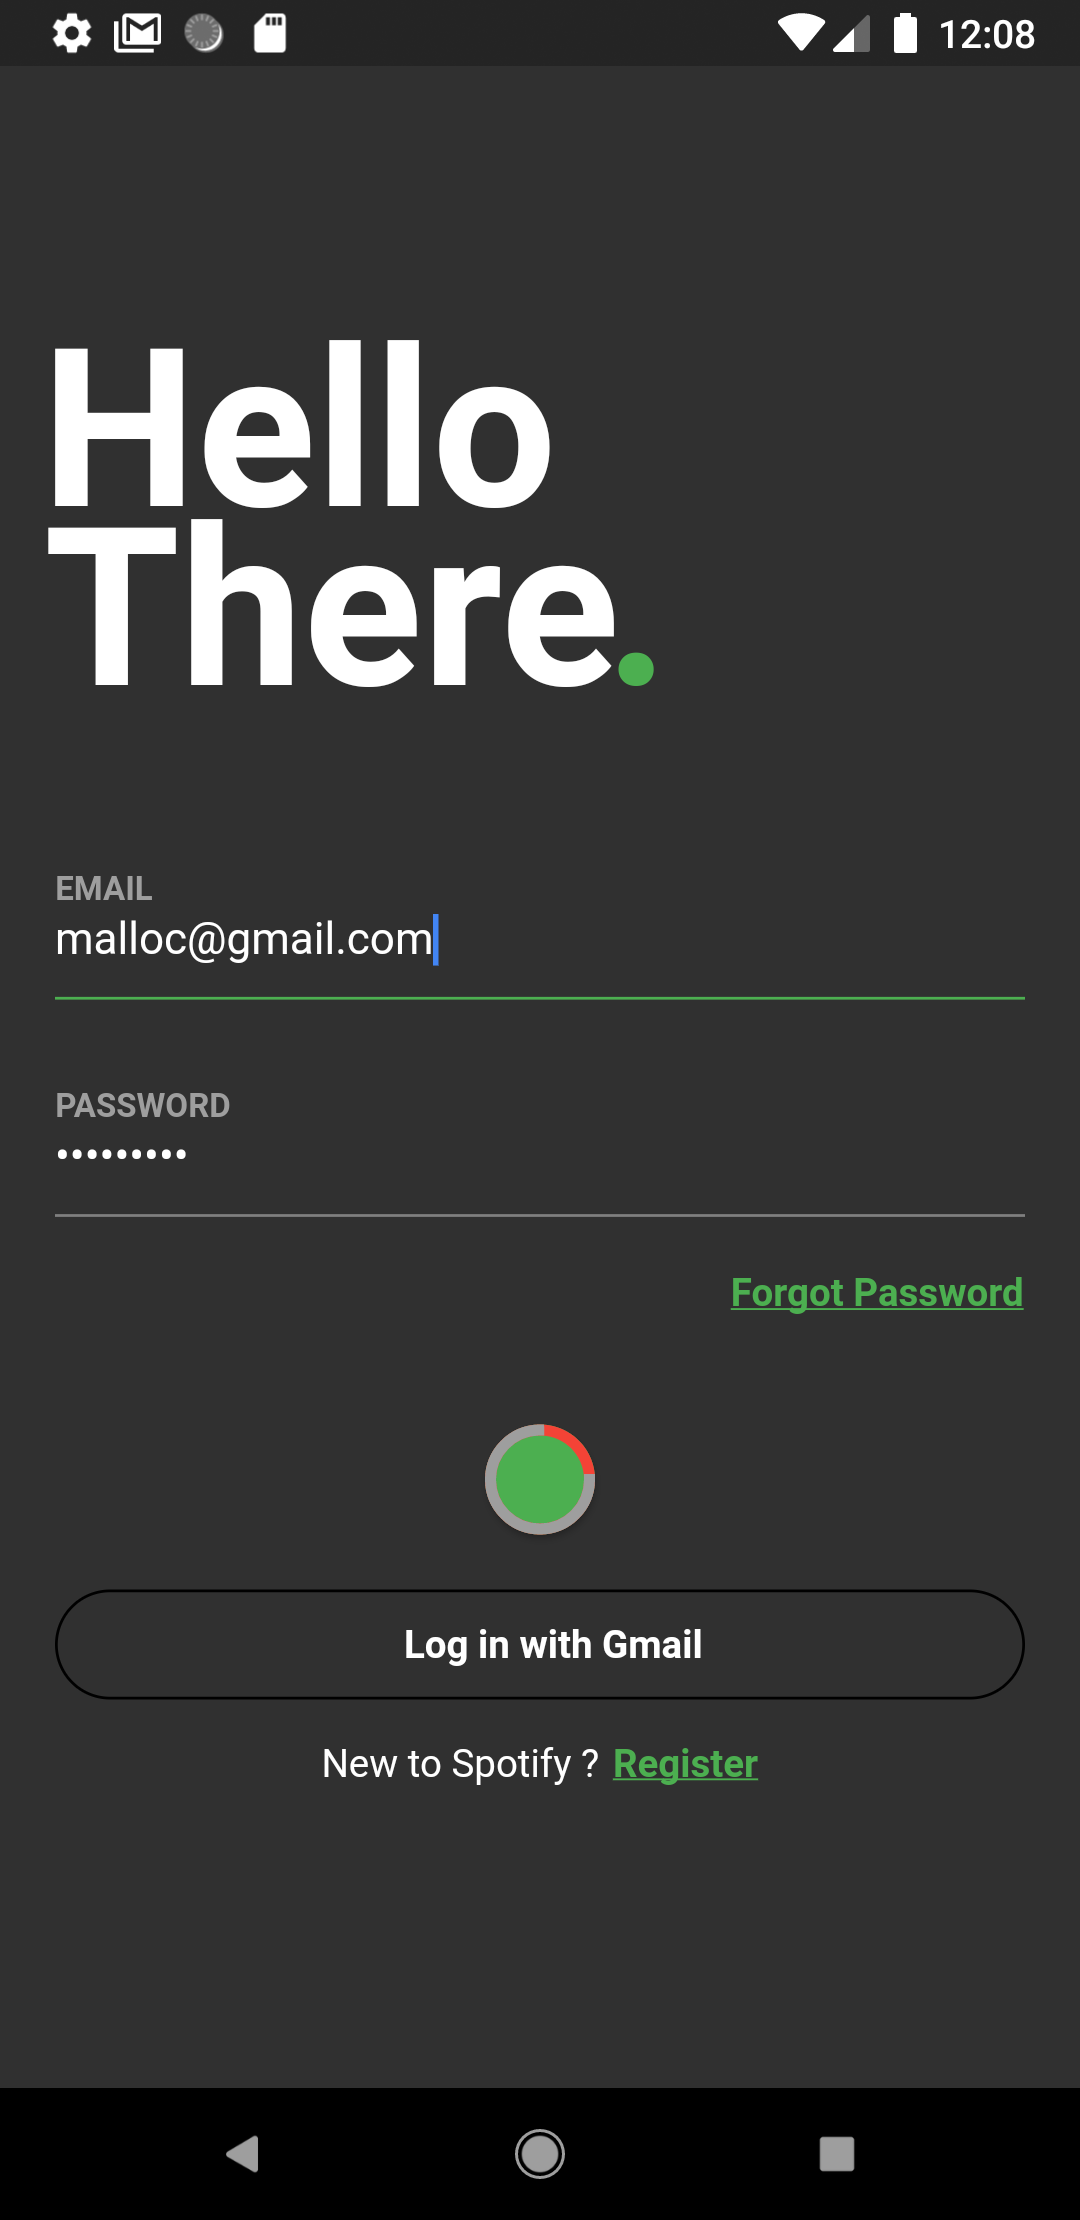 12:08
Hello
There.
EMAIL
malloc@gmail.com
PASSWORD
•••••••••
Forgot Password
Log in with Gmail
New to Spotify ? Register